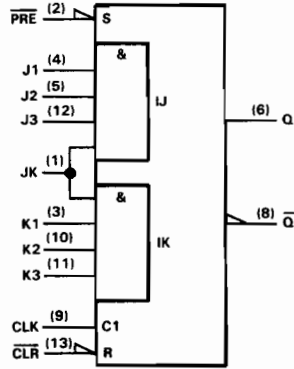 PRE (2) S
&
J1 (4)
J2 (5) IJ
J3 (12)
(6) Q
JK (1)
&
K1 (3)
(8) Q
K2 (10) IK
K3 (11)
CLK (9) C1
CLR (13) R